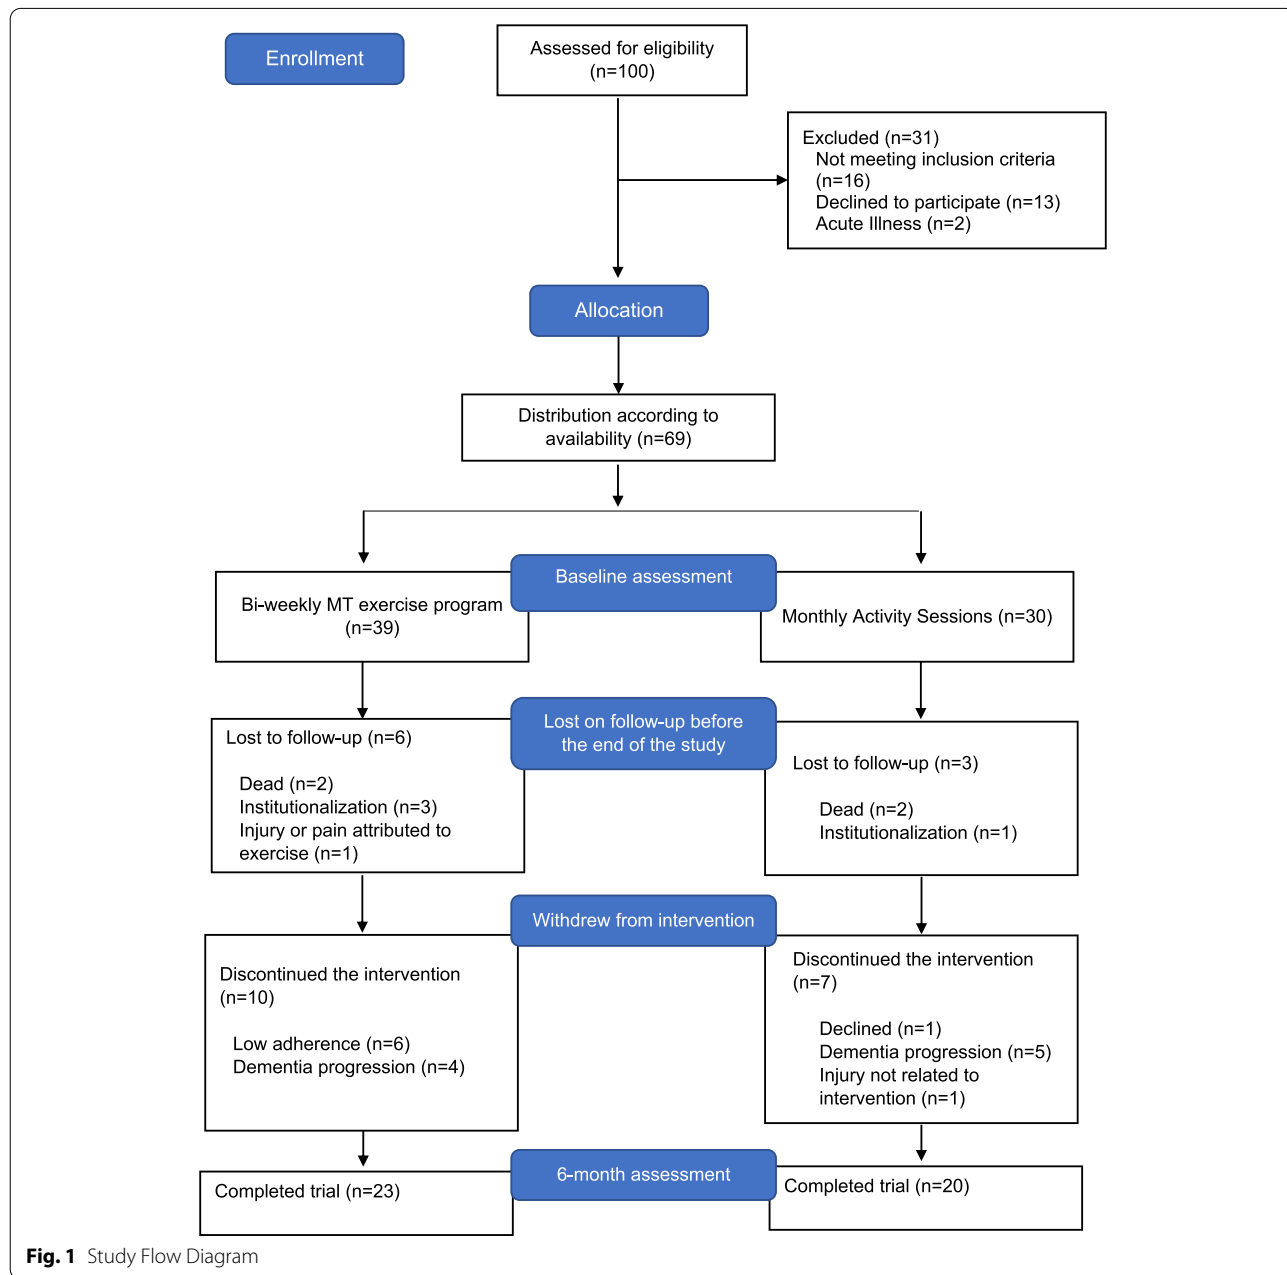 Enrollment
Assessed for eligibility
(n=100)
Excluded (n=31)
Not meeting inclusion criteria
(n=16)
Declined to participate (n=13)
Acute Illness (n=2)
Allocation
Distribution according to
availability (n=69)
Baseline assessment
Bi-weekly MT exercise program
(n=39)
Monthly Activity Sessions (n=30)
Lost on follow-up before
the end of the study
Lost to follow-up (n=6)
Dead (n=2)
Institutionalization (n=3)
Injury or pain attributed to
exercise (n=1)
Lost to follow-up (n=3)
Dead (n=2)
Institutionalization (n=1)
Withdrew from intervention
Discontinued the intervention
(n=10)
Low adherence (n=6)
Dementia progression (n=4)
Discontinued the intervention
(n=7)
Declined (n=1)
Dementia progression (n=5)
Injury not related to
intervention (n=1)
6-month assessment
Completed trial (n=23)
Completed trial (n=20)
Fig. 1 Study Flow Diagram